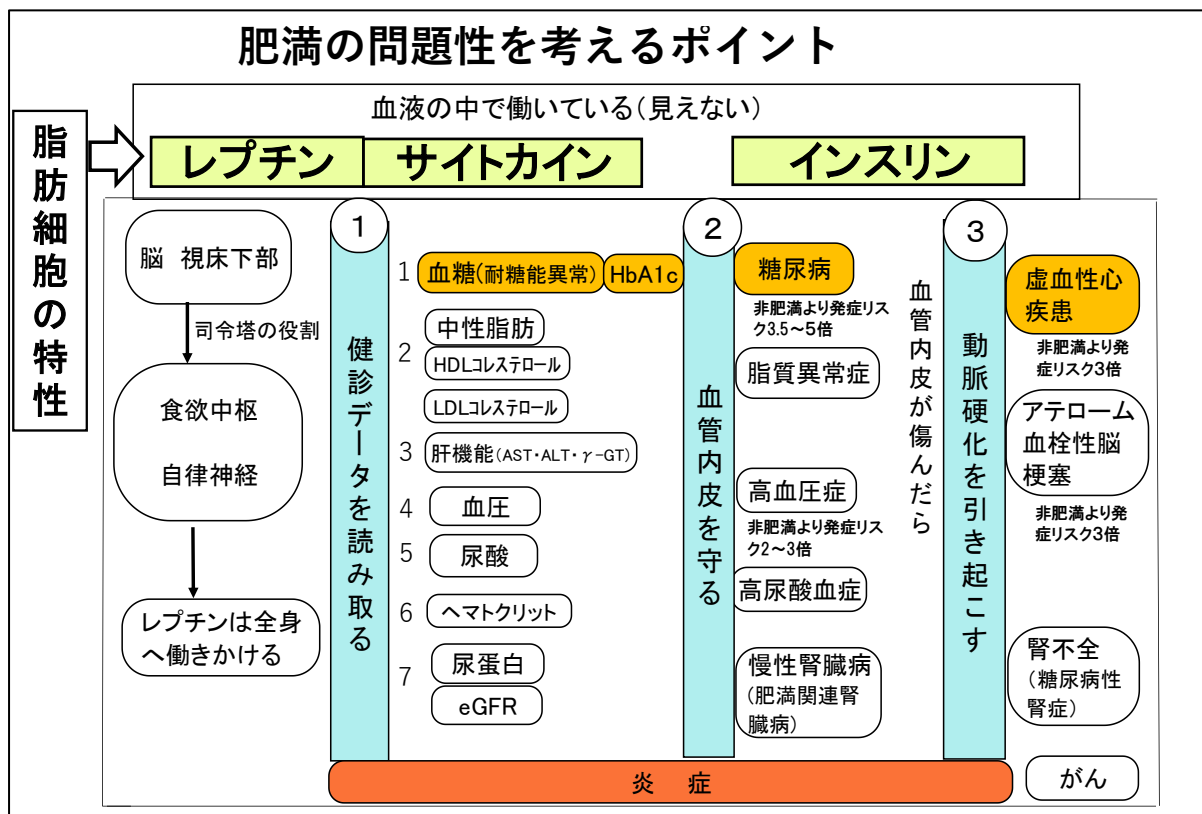 肥満の問題性を考えるポイント
脂肪細胞の特性
血液の中で働いている(見えない)
レプチン
サイトカイン
インスリン
脳 視床下部
司令塔の役割
食欲中枢
自律神経
レプチンは全身
へ働きかける
1
健診データを読み取る
1
血糖(耐糖能異常)
HbA1c
2
中性脂肪
HDLコレステロール
LDLコレステロール
3
肝機能(AST・ALT・γ-GT)
4
血圧
5
尿酸
6
ヘマトクリット
7
尿蛋白
eGFR
2
血管内皮を守る
糖尿病
非肥満より発症リス
ク3.5～5倍
脂質異常症
高血圧症
非肥満より発症リス
ク2～3倍
高尿酸血症
慢性腎臓病
(肥満関連腎
臓病)
血管内皮が傷んだら
3
動脈硬化を引き起こす
虚血性心
疾患
非肥満より発
症リスク3倍
アテローム
血栓性脳
梗塞
非肥満より発
症リスク3倍
腎不全
(糖尿病性
腎症)
がん
炎 症